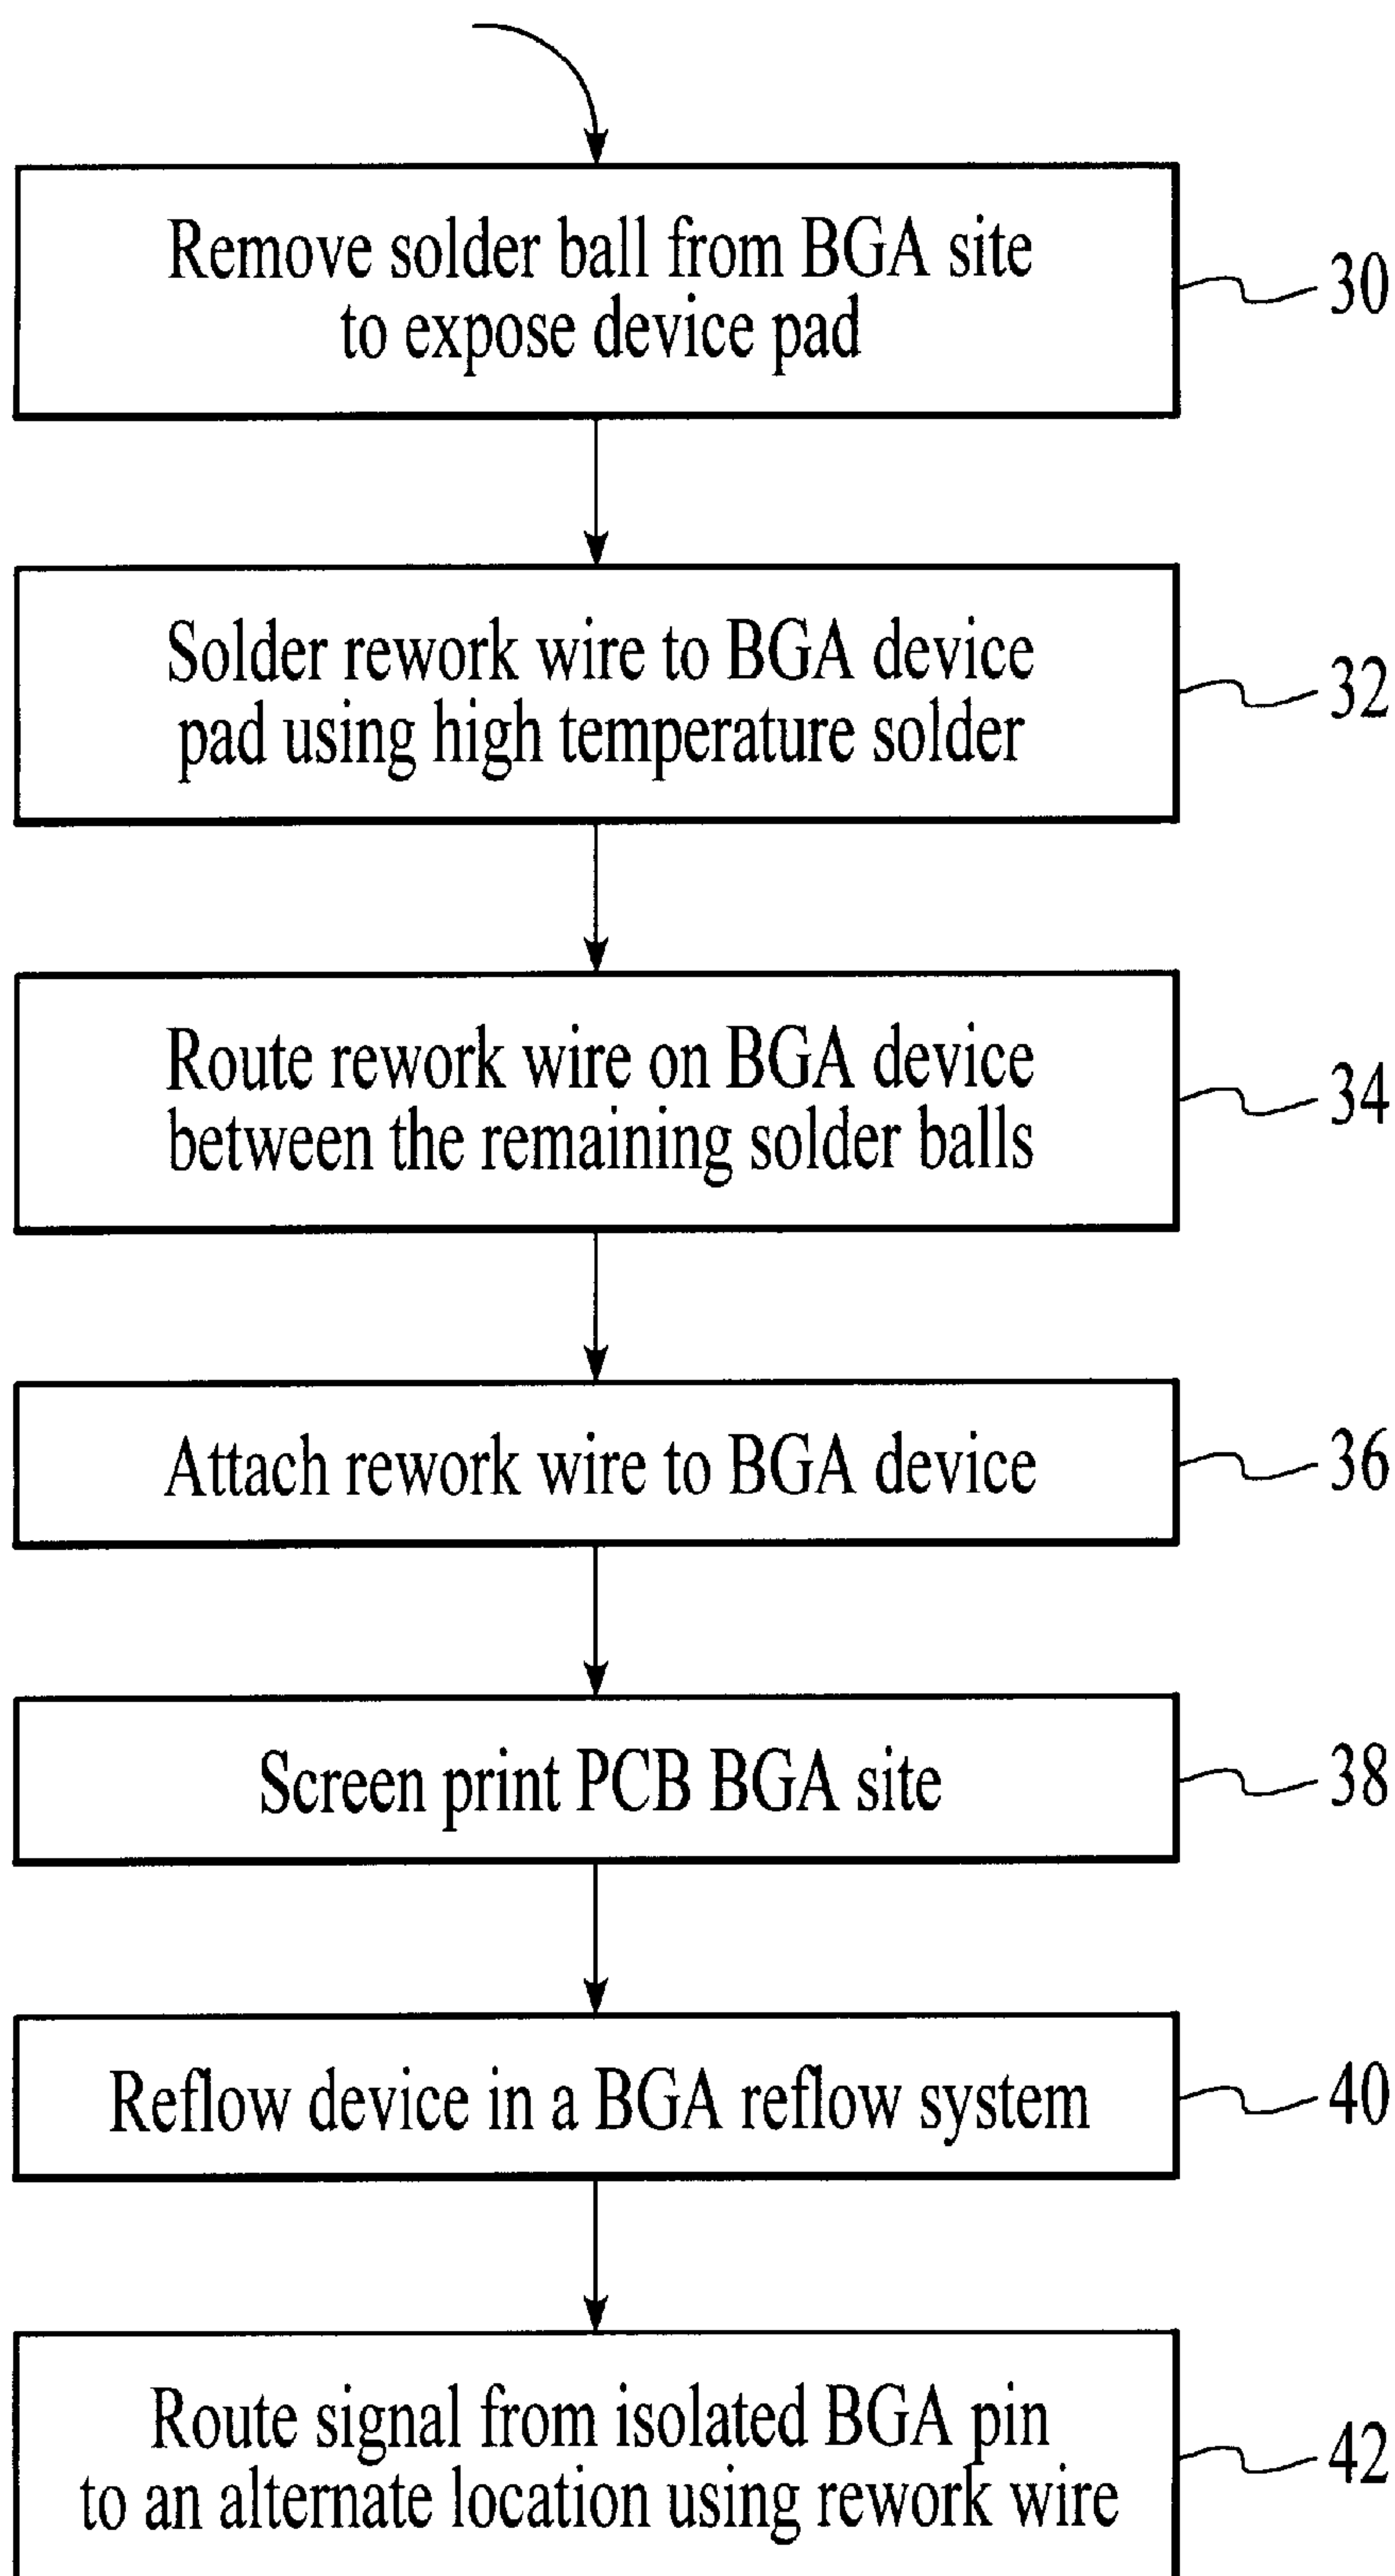 Remove solder ball from BGA site
to expose device pad
30
Solder rework wire to BGA device
pad using high temperature solder
32
Route rework wire on BGA device
between the remaining solder balls
34
Attach rework wire to BGA device
36
Screen print PCB BGA site
38
Reflow device in a BGA reflow system
40
Route signal from isolated BGA pin
to an alternate location using rework wire
42